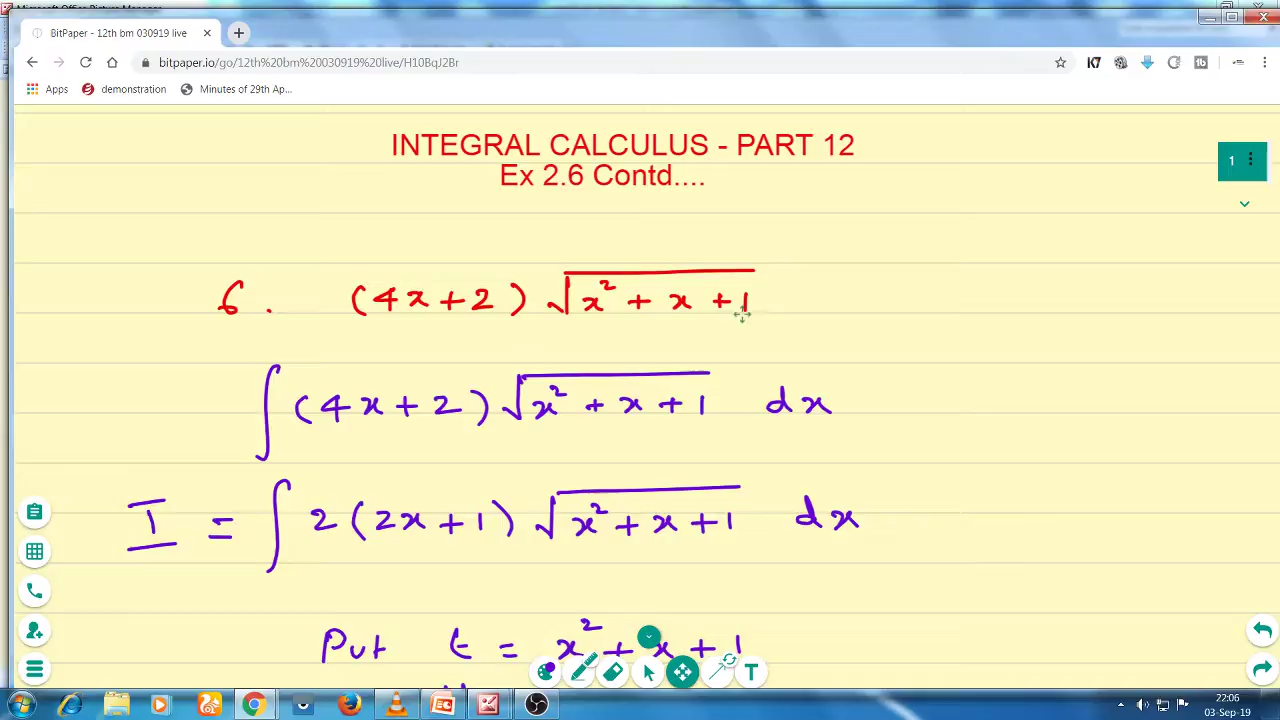 BitPaper - 12th bm 030919 live
bitpaper.io/go/12th%20bm%20030919%20live/H10BqJ2Br
Apps demonstration Minutes of 29th Ap...
INTEGRAL CALCULUS - PART 12
Ex 2.6 Contd....
1
6. (4x+2) √x² + x + 1
∫ (4x+2) √x² + x + 1 dx
I = ∫ 2(2x+1) √x² + x + 1 dx
Put t = x² + x + 1
T
22:06
03-Sep-19